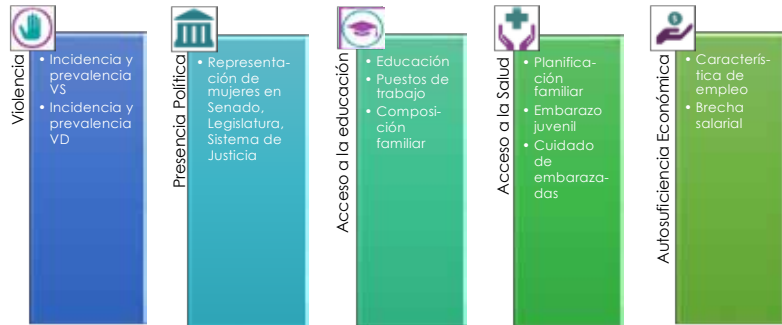 Violencia
• Incidencia y
prevalencia
VS
• Incidencia y
prevalencia
VD
Presencia Política
• Representa-
ción de
mujeres en
Senado,
Legislatura,
Sistema de
Justicia
Acceso a la educación
• Educación
• Puestos de
trabajo
• Composi-
ción
familiar
Acceso a la Salud
• Planifica-
ción
familiar
• Embarazo
juvenil
• Cuidado
de
embaraza-
das
Autosuficiencia Económica
• Caracterís-
tica de
empleo
• Brecha
salarial